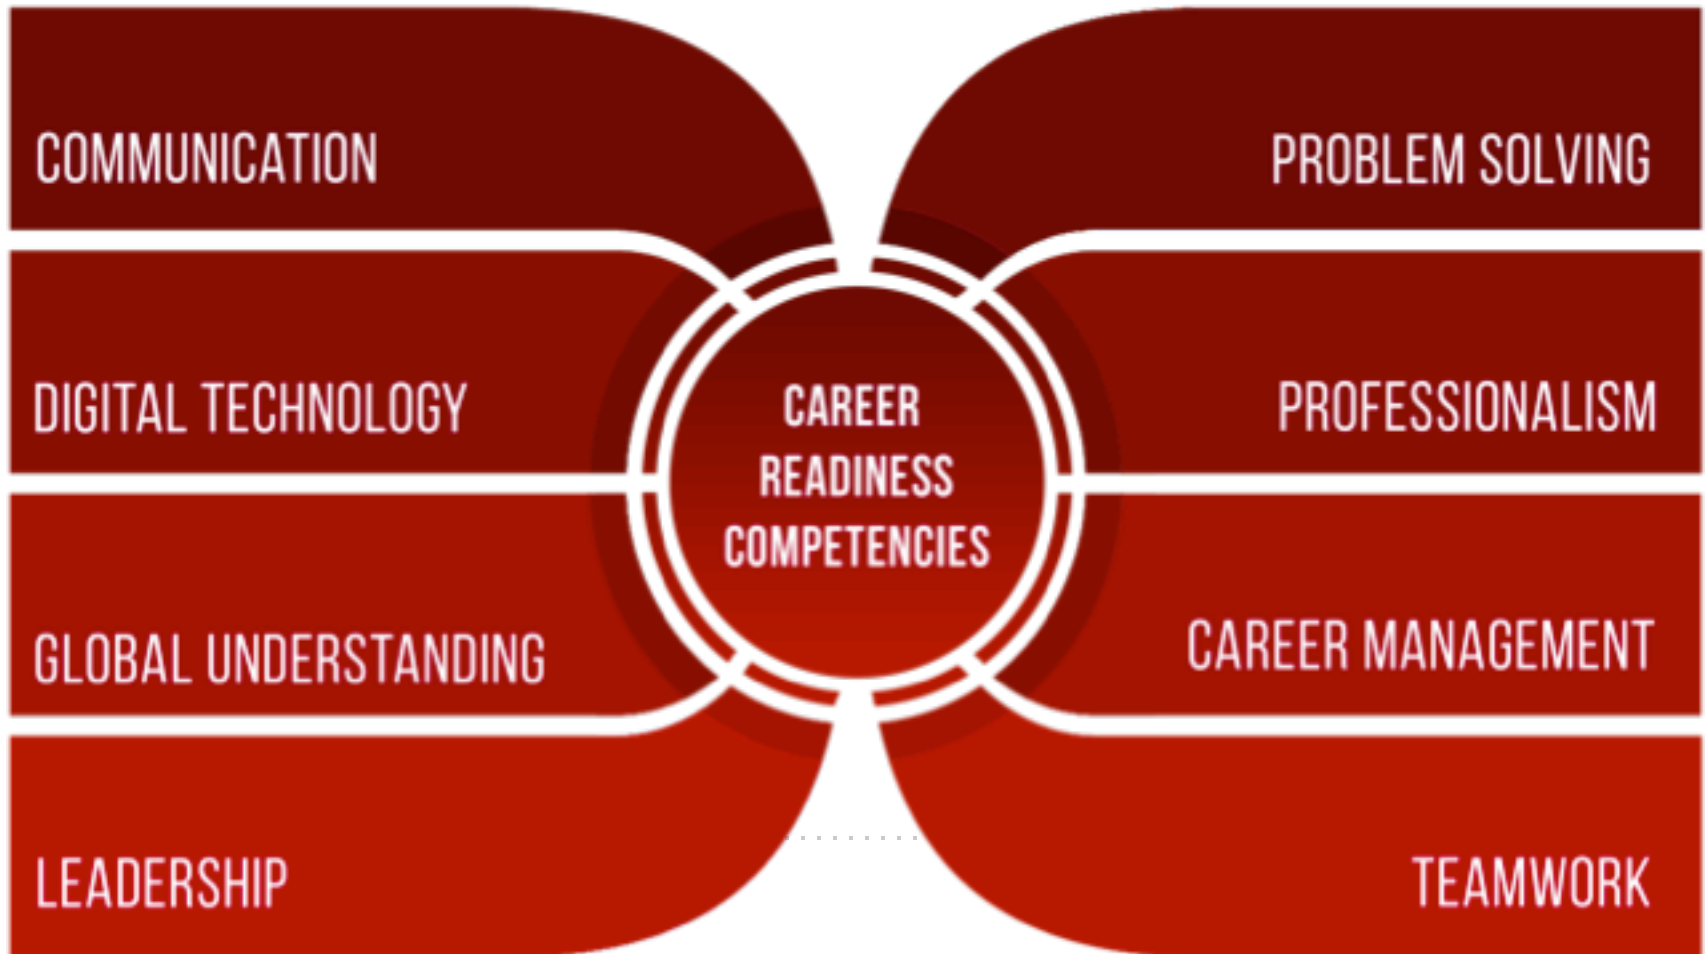 COMMUNICATION
PROBLEM SOLVING
DIGITAL TECHNOLOGY
PROFESSIONALISM
CAREER
READINESS
COMPETENCIES
GLOBAL UNDERSTANDING
CAREER MANAGEMENT
LEADERSHIP
TEAMWORK